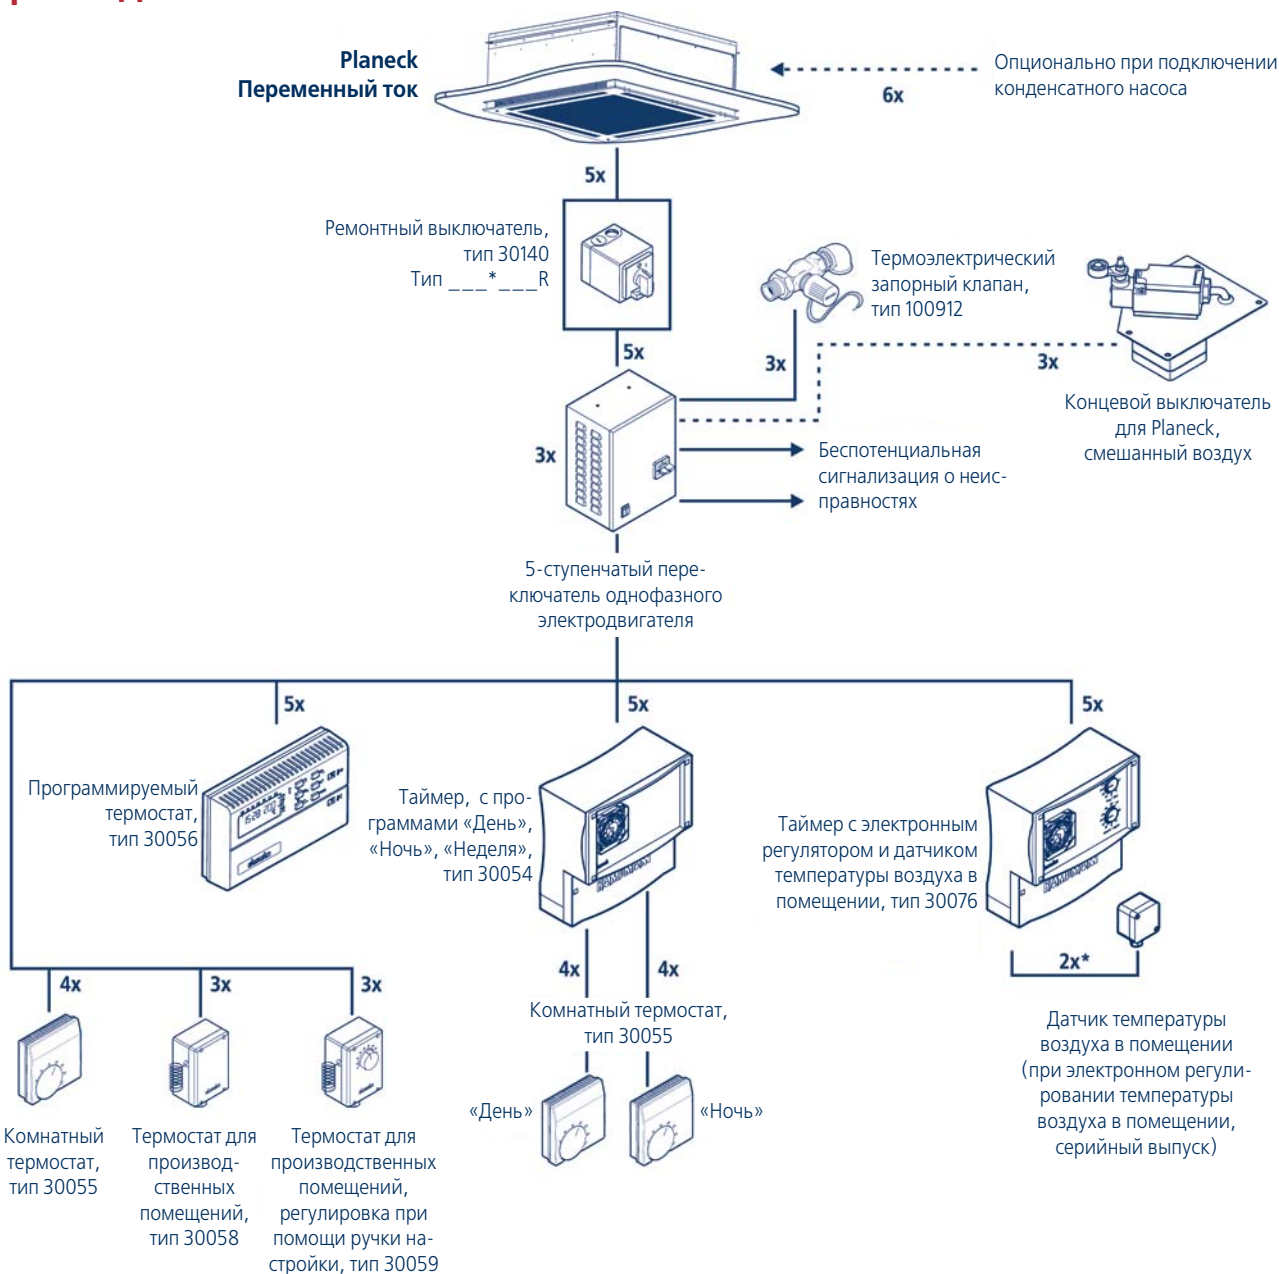 Planeck
Переменный ток
6x
Опционально при подключении
конденсатного насоса
5x
Ремонтный выключатель,
тип 30140
Тип _ _ _ * _ _ _ R
5x
Термоэлектрический
запорный клапан,
тип 100912
3x
3x
Концевой выключатель
для Planeck,
смешанный воздух
3x
Беспотенциальная
сигнализация о неис-
правностях
5-ступенчатый пере-
ключатель однофазного
электродвигателя
5x
5x
5x
Программируемый
термостат,
тип 30056
Таймер, с про-
граммами «День»,
«Ночь», «Неделя»,
тип 30054
Таймер с электронным
регулятором и датчиком
температуры воздуха в
помещении, тип 30076
4x
3x
3x
4x
4x
2x*
Комнатный термостат,
тип 30055
«День»
«Ночь»
Датчик температуры
воздуха в помещении
(при электронном регули-
ровании температуры
воздуха в помещении,
серийный выпуск)
Комнатный
термостат,
тип 30055
Термостат для
производ-
ственных
помещений,
тип 30058
Термостат для
производственных
помещений,
регулировка при
помощи ручки на-
стройки, тип 30059